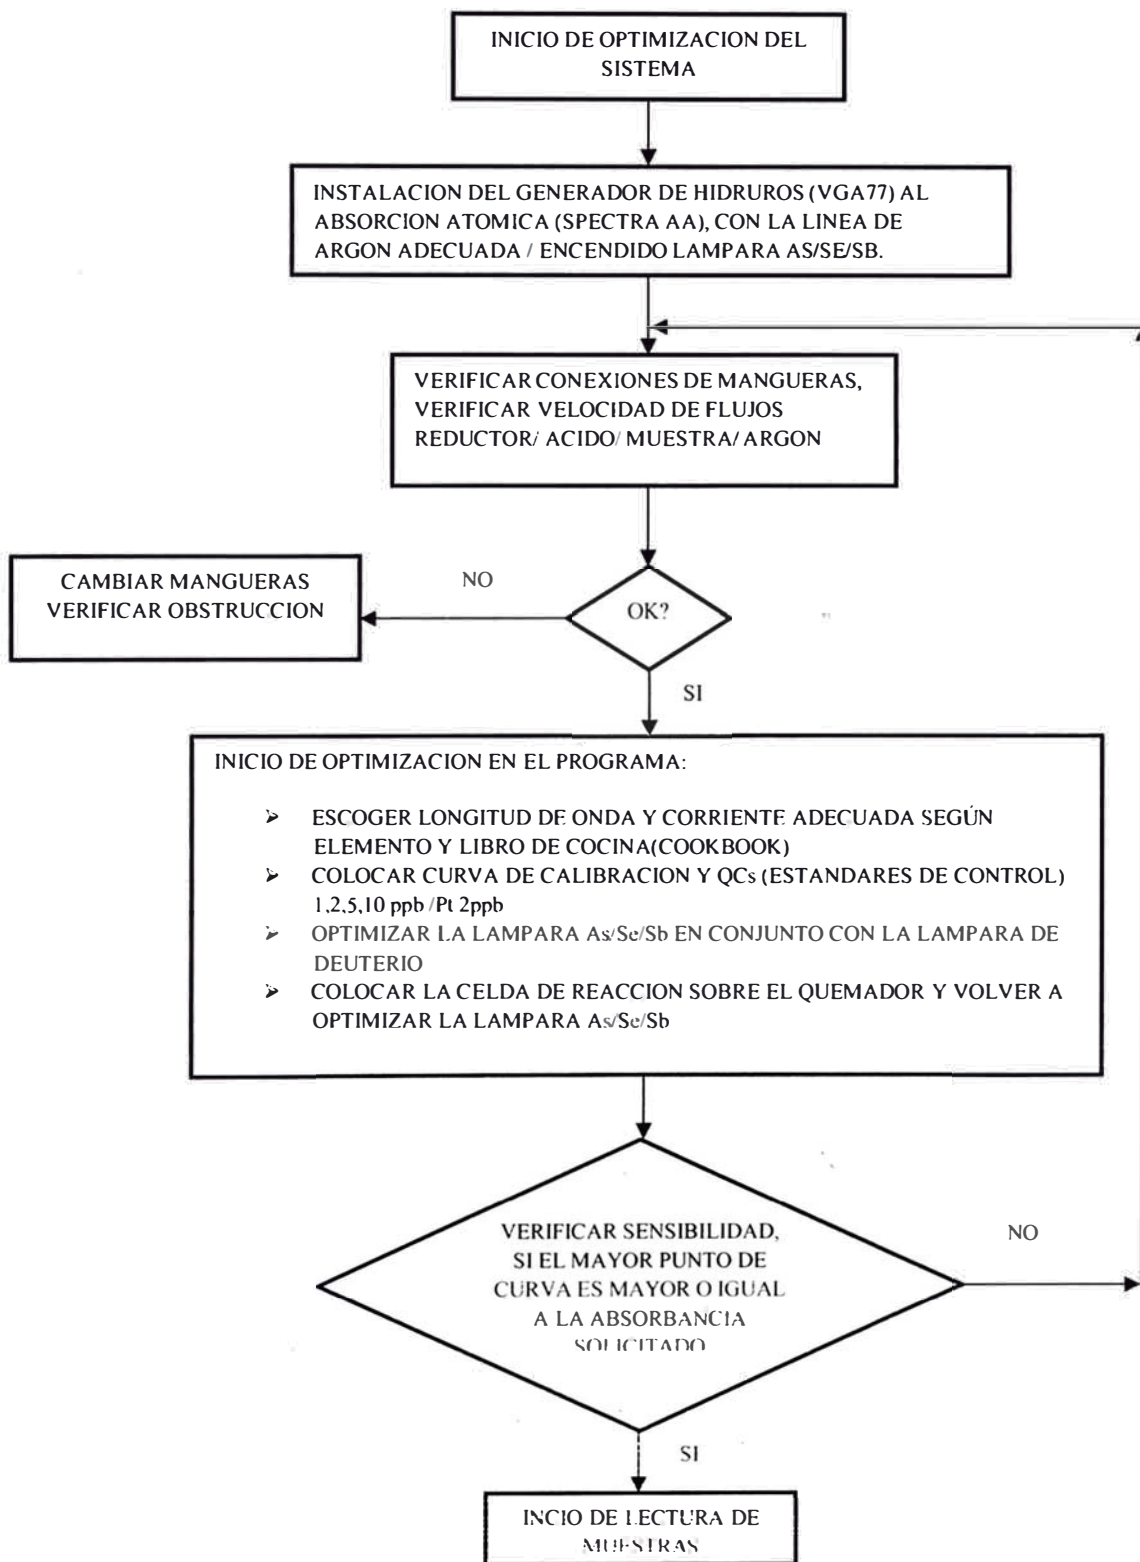 INICIO DE OPTIMIZACION DEL
SISTEMA
INSTALACION DEL GENERADOR DE HIDRUROS (VGA77) AL
ABSORCION ATOMICA (SPECTRA AA), CON LA LINEA DE
ARGON ADECUADA / ENCENDIDO LAMPARA AS/SE/SB.
VERIFICAR CONEXIONES DE MANGUERAS,
VERIFICAR VELOCIDAD DE FLUJOS
REDUCTOR/ ACIDO/ MUESTRA/ ARGON
CAMBIAR MANGUERAS
VERIFICAR OBSTRUCCION
NO
OK?
SI
INICIO DE OPTIMIZACION EN EL PROGRAMA:
➢ ESCOGER LONGITUD DE ONDA Y CORRIENTE ADECUADA SEGÚN
ELEMENTO Y LIBRO DE COCINA(COOKBOOK)
➢ COLOCAR CURVA DE CALIBRACION Y QCs (ESTANDARES DE CONTROL)
1,2,5,10 ppb /Pt 2ppb
➢ OPTIMIZAR LA LAMPARA As/Se/Sb EN CONJUNTO CON LA LAMPARA DE
DEUTERIO
➢ COLOCAR LA CELDA DE REACCION SOBRE EL QUEMADOR Y VOLVER A
OPTIMIZAR LA LAMPARA As/Se/Sb
VERIFICAR SENSIBILIDAD,
SI EL MAYOR PUNTO DE
CURVA ES MAYOR O IGUAL
A LA ABSORBANCIA
SOLICITADO
NO
SI
INCIO DE LECTURA DE
MUESTRAS